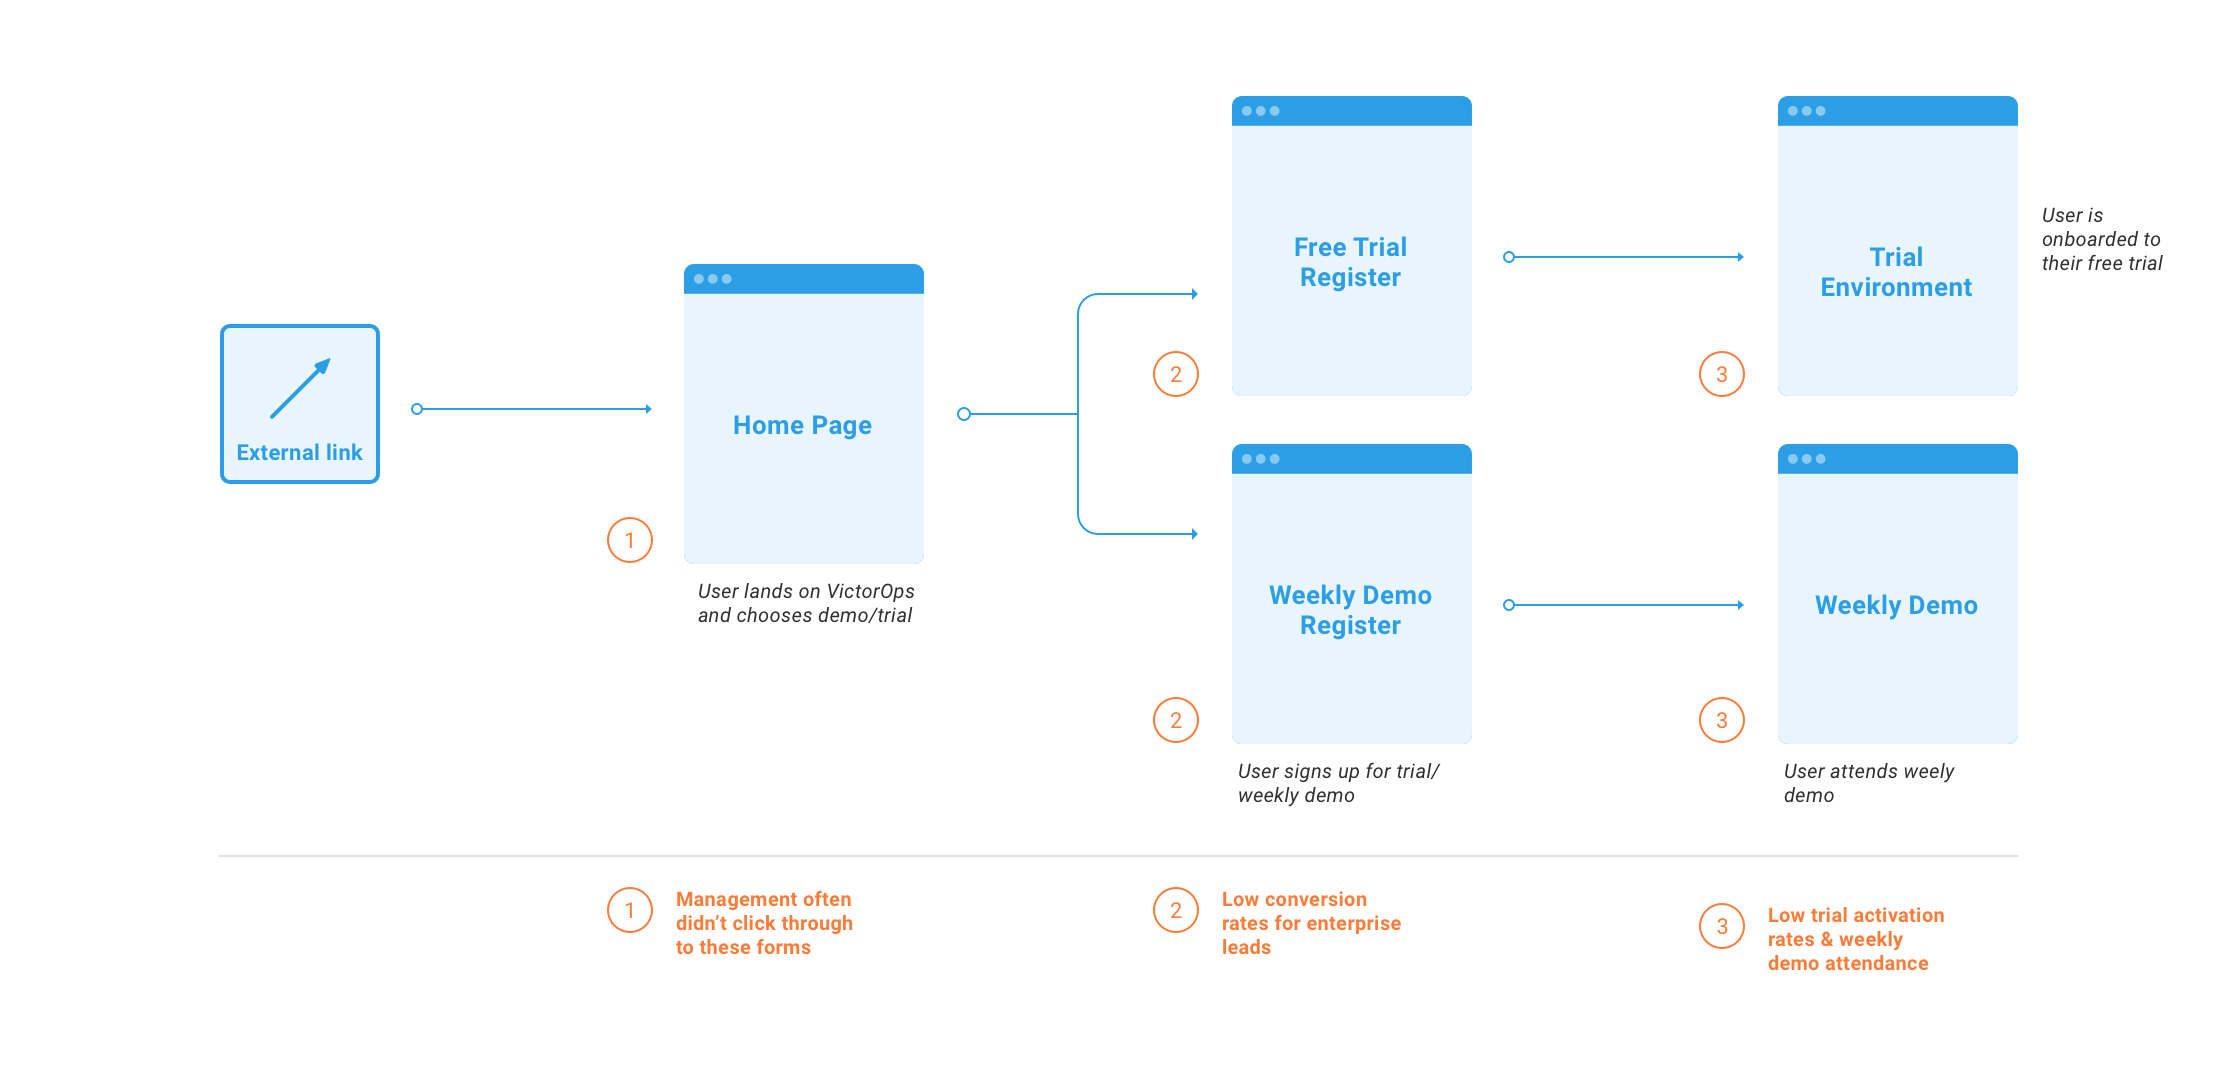 External link
1
Home Page
User lands on VictorOps
and chooses demo/trial
2
Free Trial
Register
2
Weekly Demo
Register
User signs up for trial/
weekly demo
3
Trial
Environment
User is
onboarded to
their free trial
3
Weekly Demo
User attends weely
demo
1
Management often
didn’t click through
to these forms
2
Low conversion
rates for enterprise
leads
3
Low trial activation
rates & weekly
demo attendance